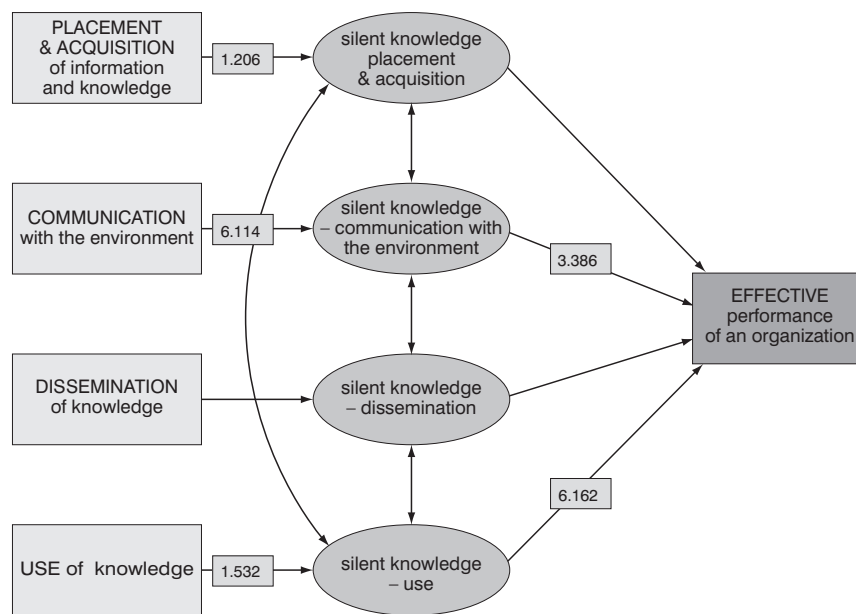 PLACEMENT
& ACQUISITION
of information
and knowledge
1.206
silent knowledge
placement
& acquisition
COMMUNICATION
with the environment
6.114
silent knowledge
– communication with
the environment
3.386
EFFECTIVE
performance
of an organization
DISSEMINATION
of knowledge
silent knowledge
– dissemination
6.162
USE of knowledge
1.532
silent knowledge
– use